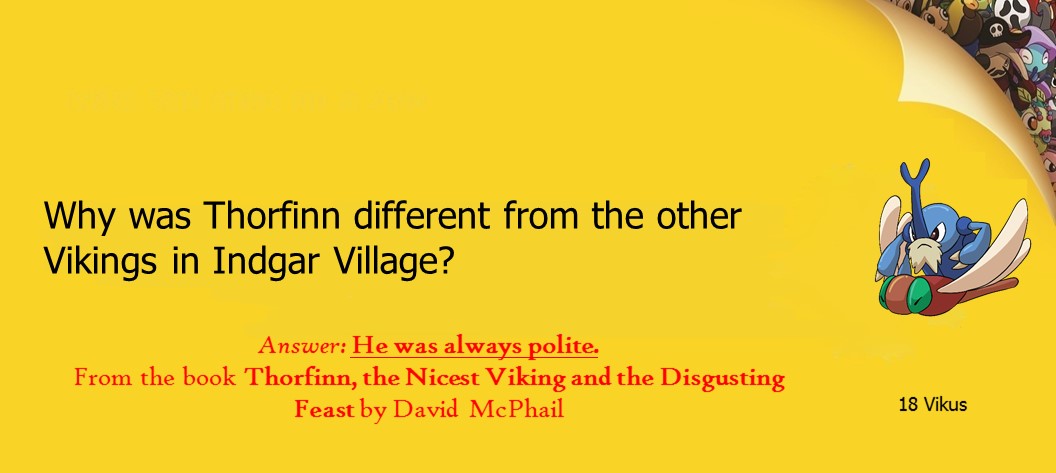 Why was Thorfinn different from the other
Vikings in Indgar Village?
Answer: He was always polite.
From the book Thorfinn, the Nicest Viking and the Disgusting
Feast by David McPhail
18 Vikus